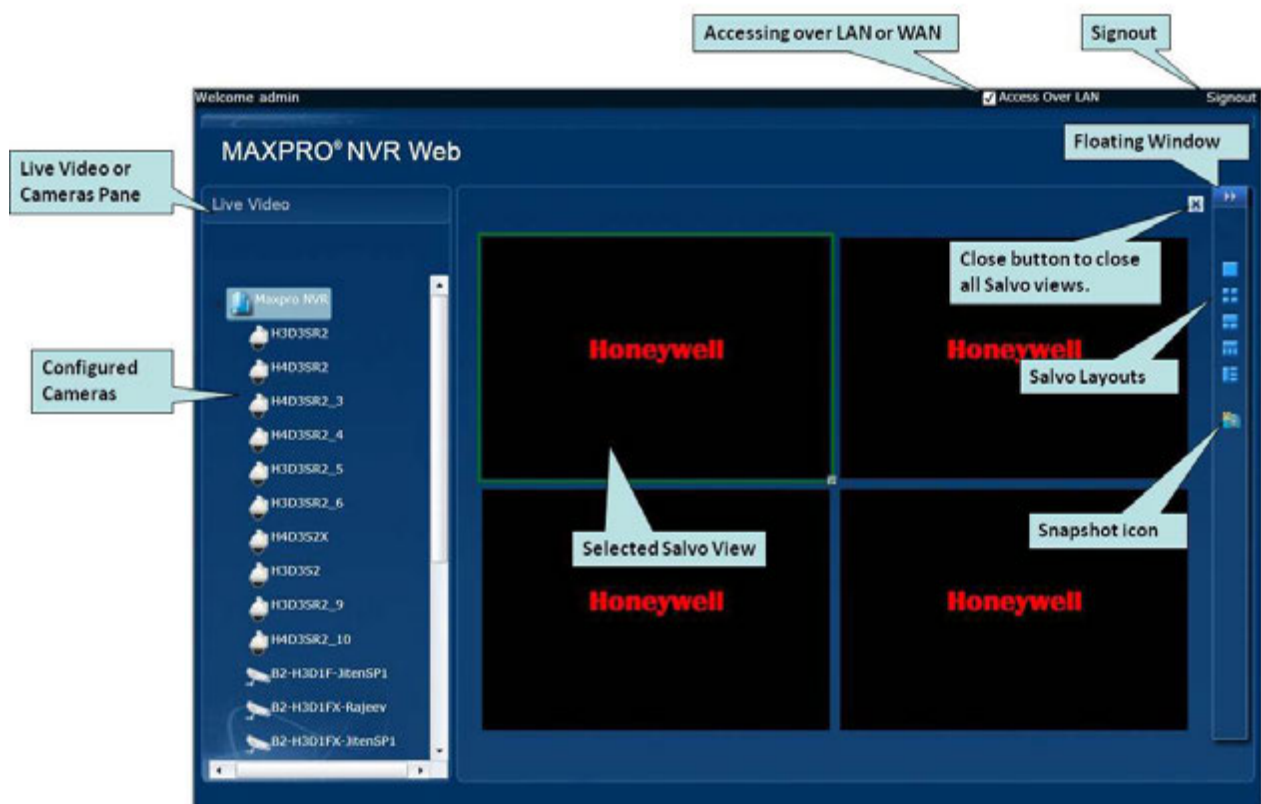 Accessing over LAN or WAN
Signout
Welcome admin
Access Over LAN
Signout
MAXPRO® NVR Web
Floating Window
Live Video or
Cameras Pane
Live Video
Close button to close
all Salvo views.
Maxpro NVR
H3D3SR2
Honeywell
Honeywell
Salvo Layouts
Configured
Cameras
H4D3SR2
H4D3SR2_3
H4D3SR2_4
H3D3SR2_5
H3D3SR2_6
H4D3S2X
Selected Salvo View
Snapshot icon
H3D3S2
H3D3SR2_9
Honeywell
Honeywell
H4D3SR2_10
B2-H3D1F-JitenSP1
B2-H3D1FX-Rajeev
B2-H3D1FX-JitenSP1